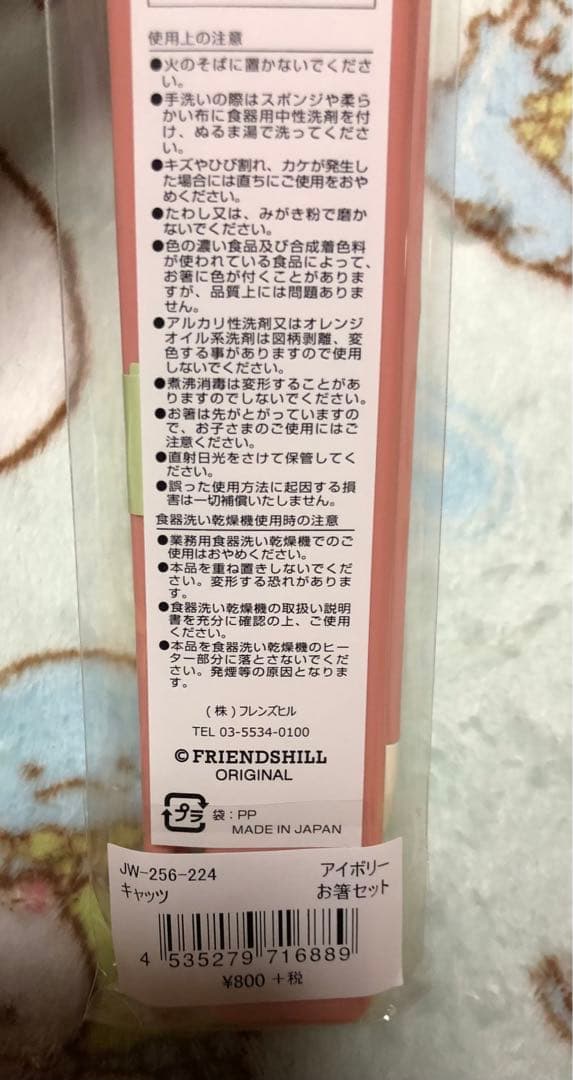 使用上の注意
●火のそばに置かないでくださ
い。
●手洗いの際はスポンジや柔ら
かい布に食器用中性洗剤を付
け、ぬるま湯で洗ってくださ
い。
●キズやひび割れ、カケが発生し
た場合には直ちにご使用をおや
めください。
●たわし又は、みがき粉で磨か
ないでください。
●色の濃い食品及び合成着色料
が使われている食品によって、
お箸に色が付くことがありま
すが、品質上には問題ありま
せん。
●アルカリ性洗剤又はオレンジ
オイル系洗剤は図柄剥離、変
色する事がありますので使用
しないでください。
●煮沸消毒は変形することがあ
りますのでしないでください。
●お箸は先がとがっていますの
で、お子さまのご使用にはご
注意ください。
●直射日光をさけて保管してく
ださい。
●誤った使用方法に起因する損
害は一切補償いたしません。
食器洗い乾燥機使用時の注意
●業務用食器洗い乾燥機でのご
使用はおやめください。
●本品を重ね置きしないでくだ
さい。変形する恐れがありま
す。
●食器洗い乾燥機の取扱い説明
書を充分に確認の上、ご使用
ください。
●本品を食器洗い乾燥機のヒー
ター部分に落とさないでくだ
さい。発煙等の原因となりま
す。
(株)フレンズヒル
TEL 03-5534-0100
© FRIENDSHILL
ORIGINAL
プラ 袋:PP
MADE IN JAPAN
JW-256-224 アイボリー
キャッツ お箸セット
4 535279 716889
¥800 +税